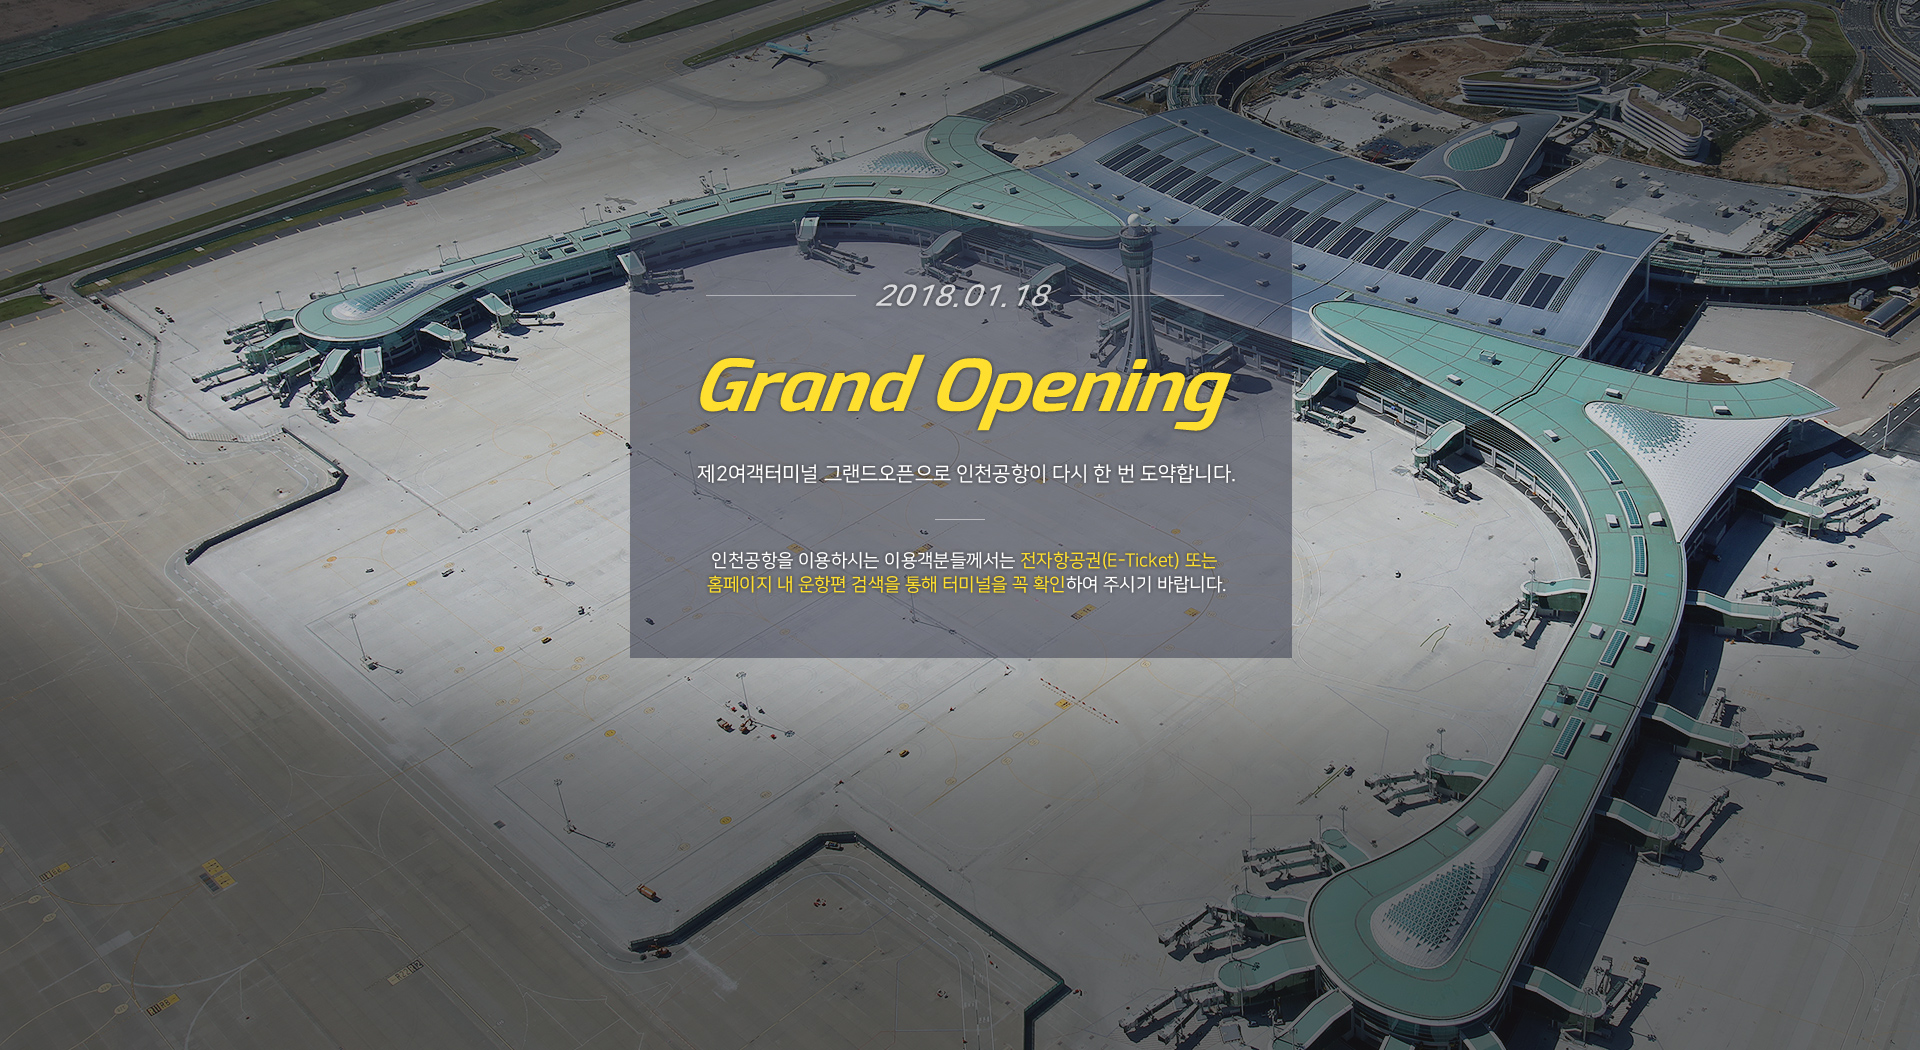 2018.01.18
Grand Opening
제2여객터미널 그랜드오픈으로 인천공항이 다시 한 번 도약합니다.
인천공항을 이용하시는 이용객분들께서는 전자항공권(E-Ticket) 또는
홈페이지 내 운항편 검색을 통해 터미널을 꼭 확인하여 주시기 바랍니다.